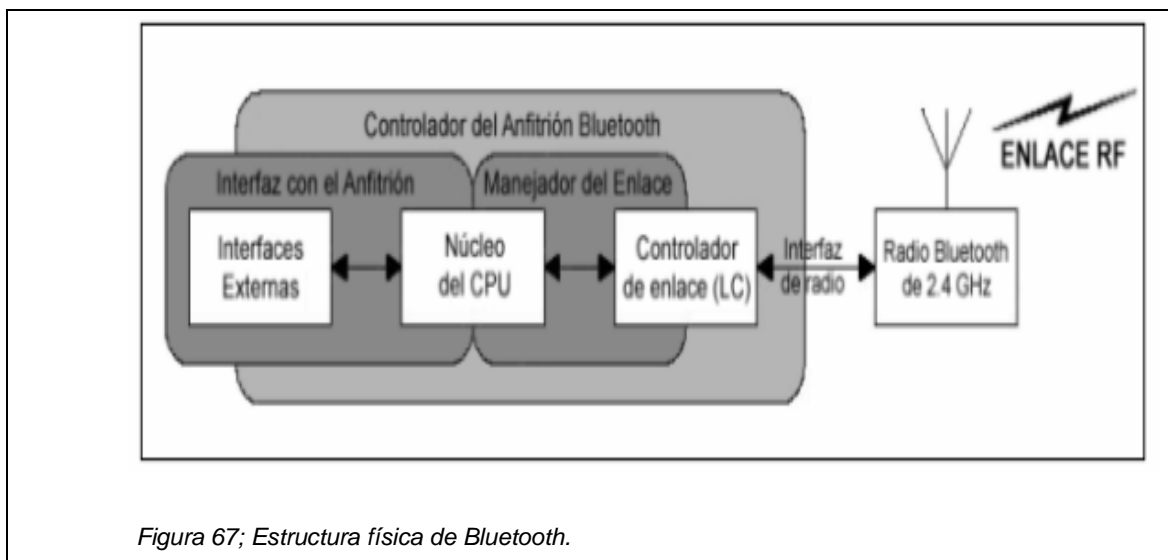 Controlador del Anfitrión Bluetooth
ENLACE RF
Interfaz con el Anfitrión
Manejador del Enlace
Interfaces
Externas
Núcleo
del CPU
Controlador
de enlace (LC)
Interfaz
de radio
Radio Bluetooth
de 2.4 GHz
Figura 67; Estructura física de Bluetooth.